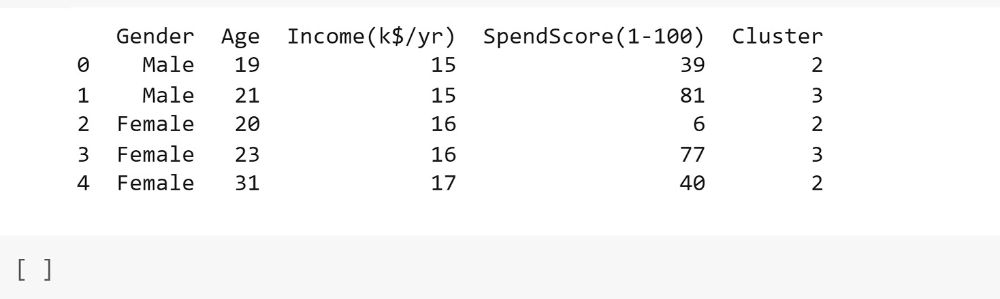 Gender Age Income(k$/yr) SpendScore(1-100) Cluster
0 Male 19 15 39 2
1 Male 21 15 81 3
2 Female 20 16 6 2
3 Female 23 16 77 3
4 Female 31 17 40 2
[ ]